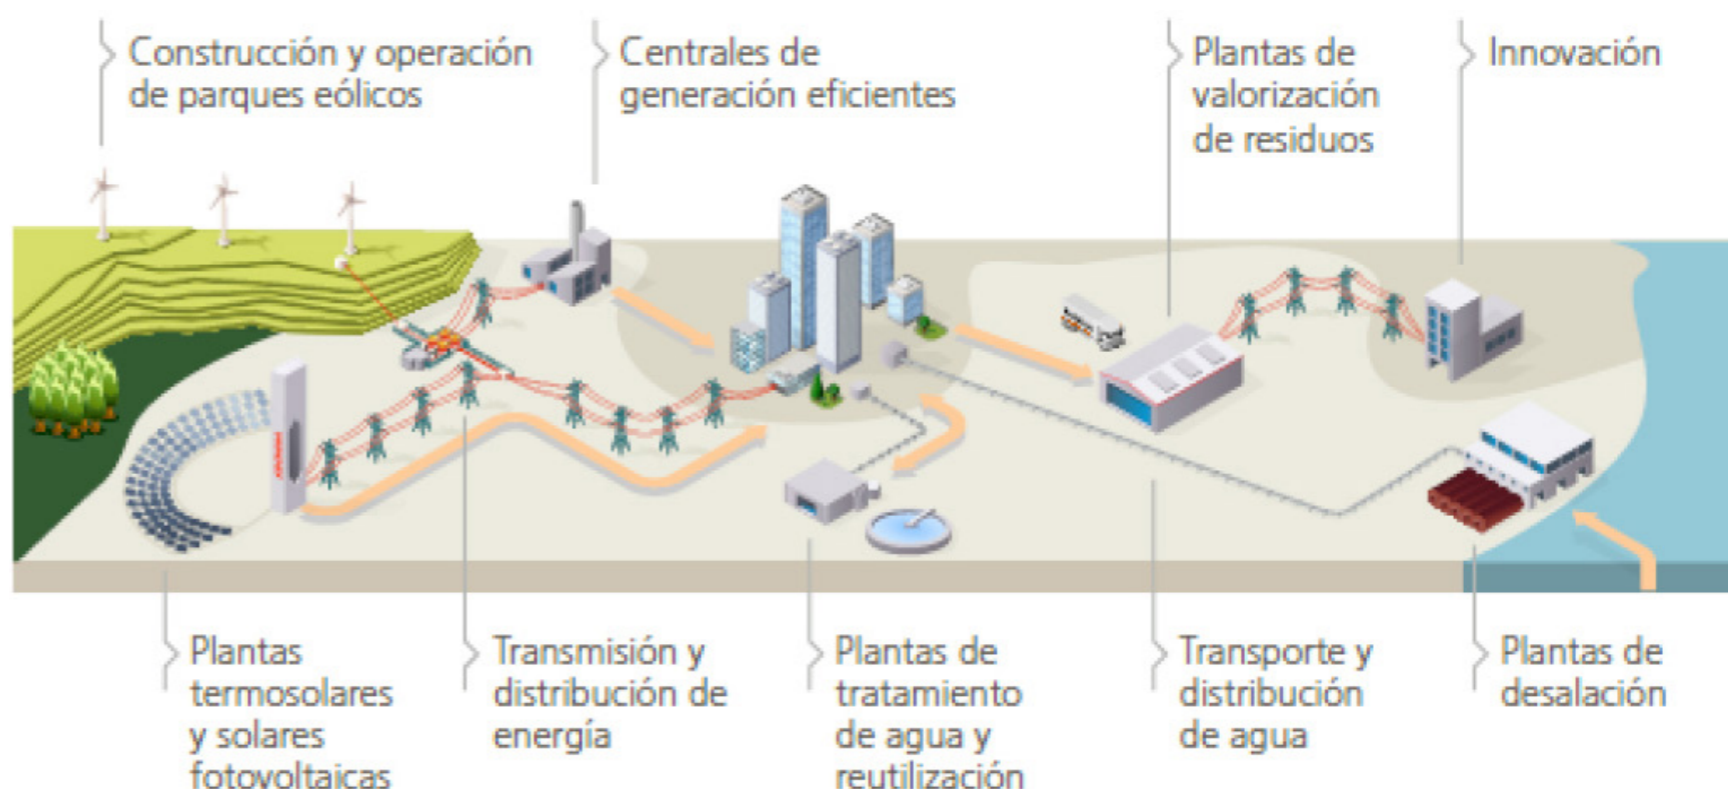 Construcción y operación
de parques eólicos
Centrales de
generación eficientes
Plantas de
valorización
de residuos
Innovación
Plantas
termosolares
y solares
fotovoltaicas
Transmisión y
distribución de
energía
Plantas de
tratamiento
de agua y
reutilización
Transporte y
distribución
de agua
Plantas de
desalación